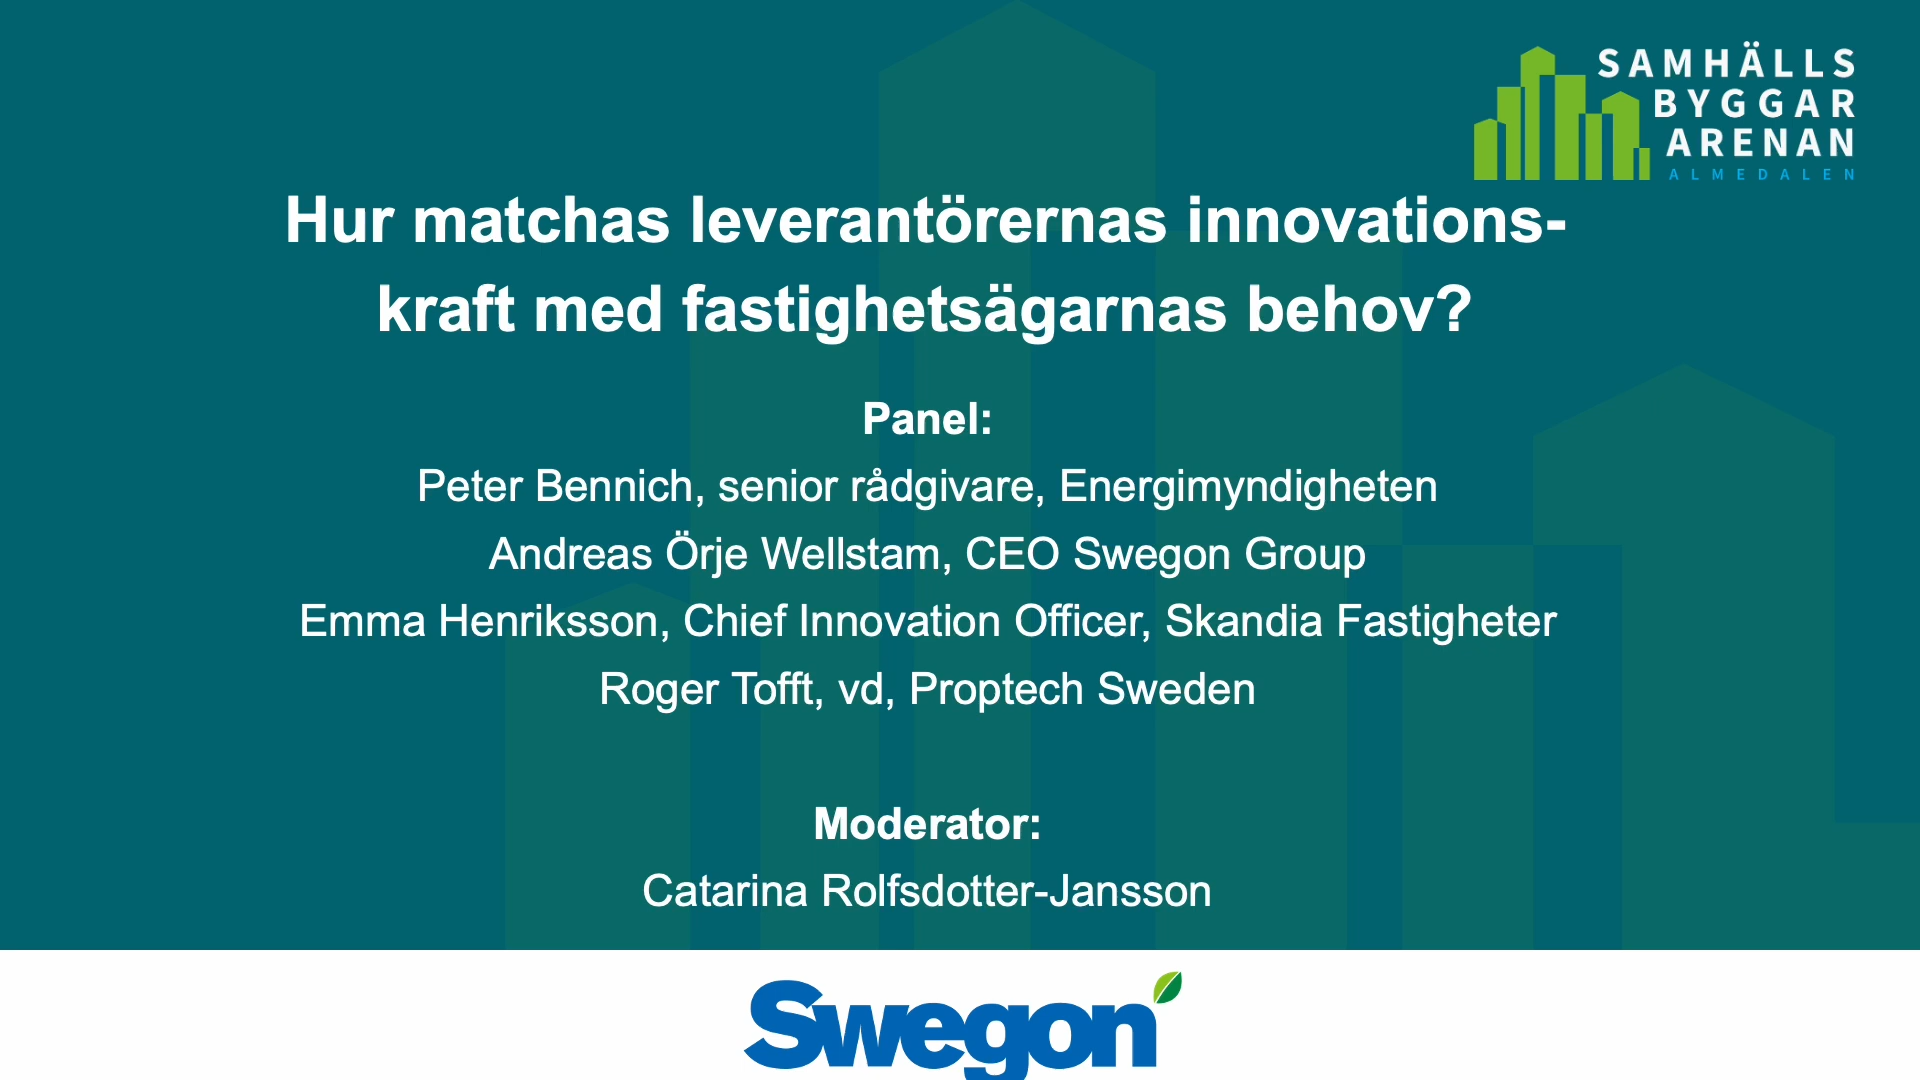 SAMHÄLLS
BYGGAR
ARENAN
ALMEDALEN
Hur matchas leverantörernas innovations-
kraft med fastighetsägarnas behov?
Panel:
Peter Bennich, senior rådgivare, Energimyndigheten
Andreas Örje Wellstam, CEO Swegon Group
Emma Henriksson, Chief Innovation Officer, Skandia Fastigheter
Roger Tofft, vd, Proptech Sweden
Moderator:
Catarina Rolfsdotter-Jansson
Swegon